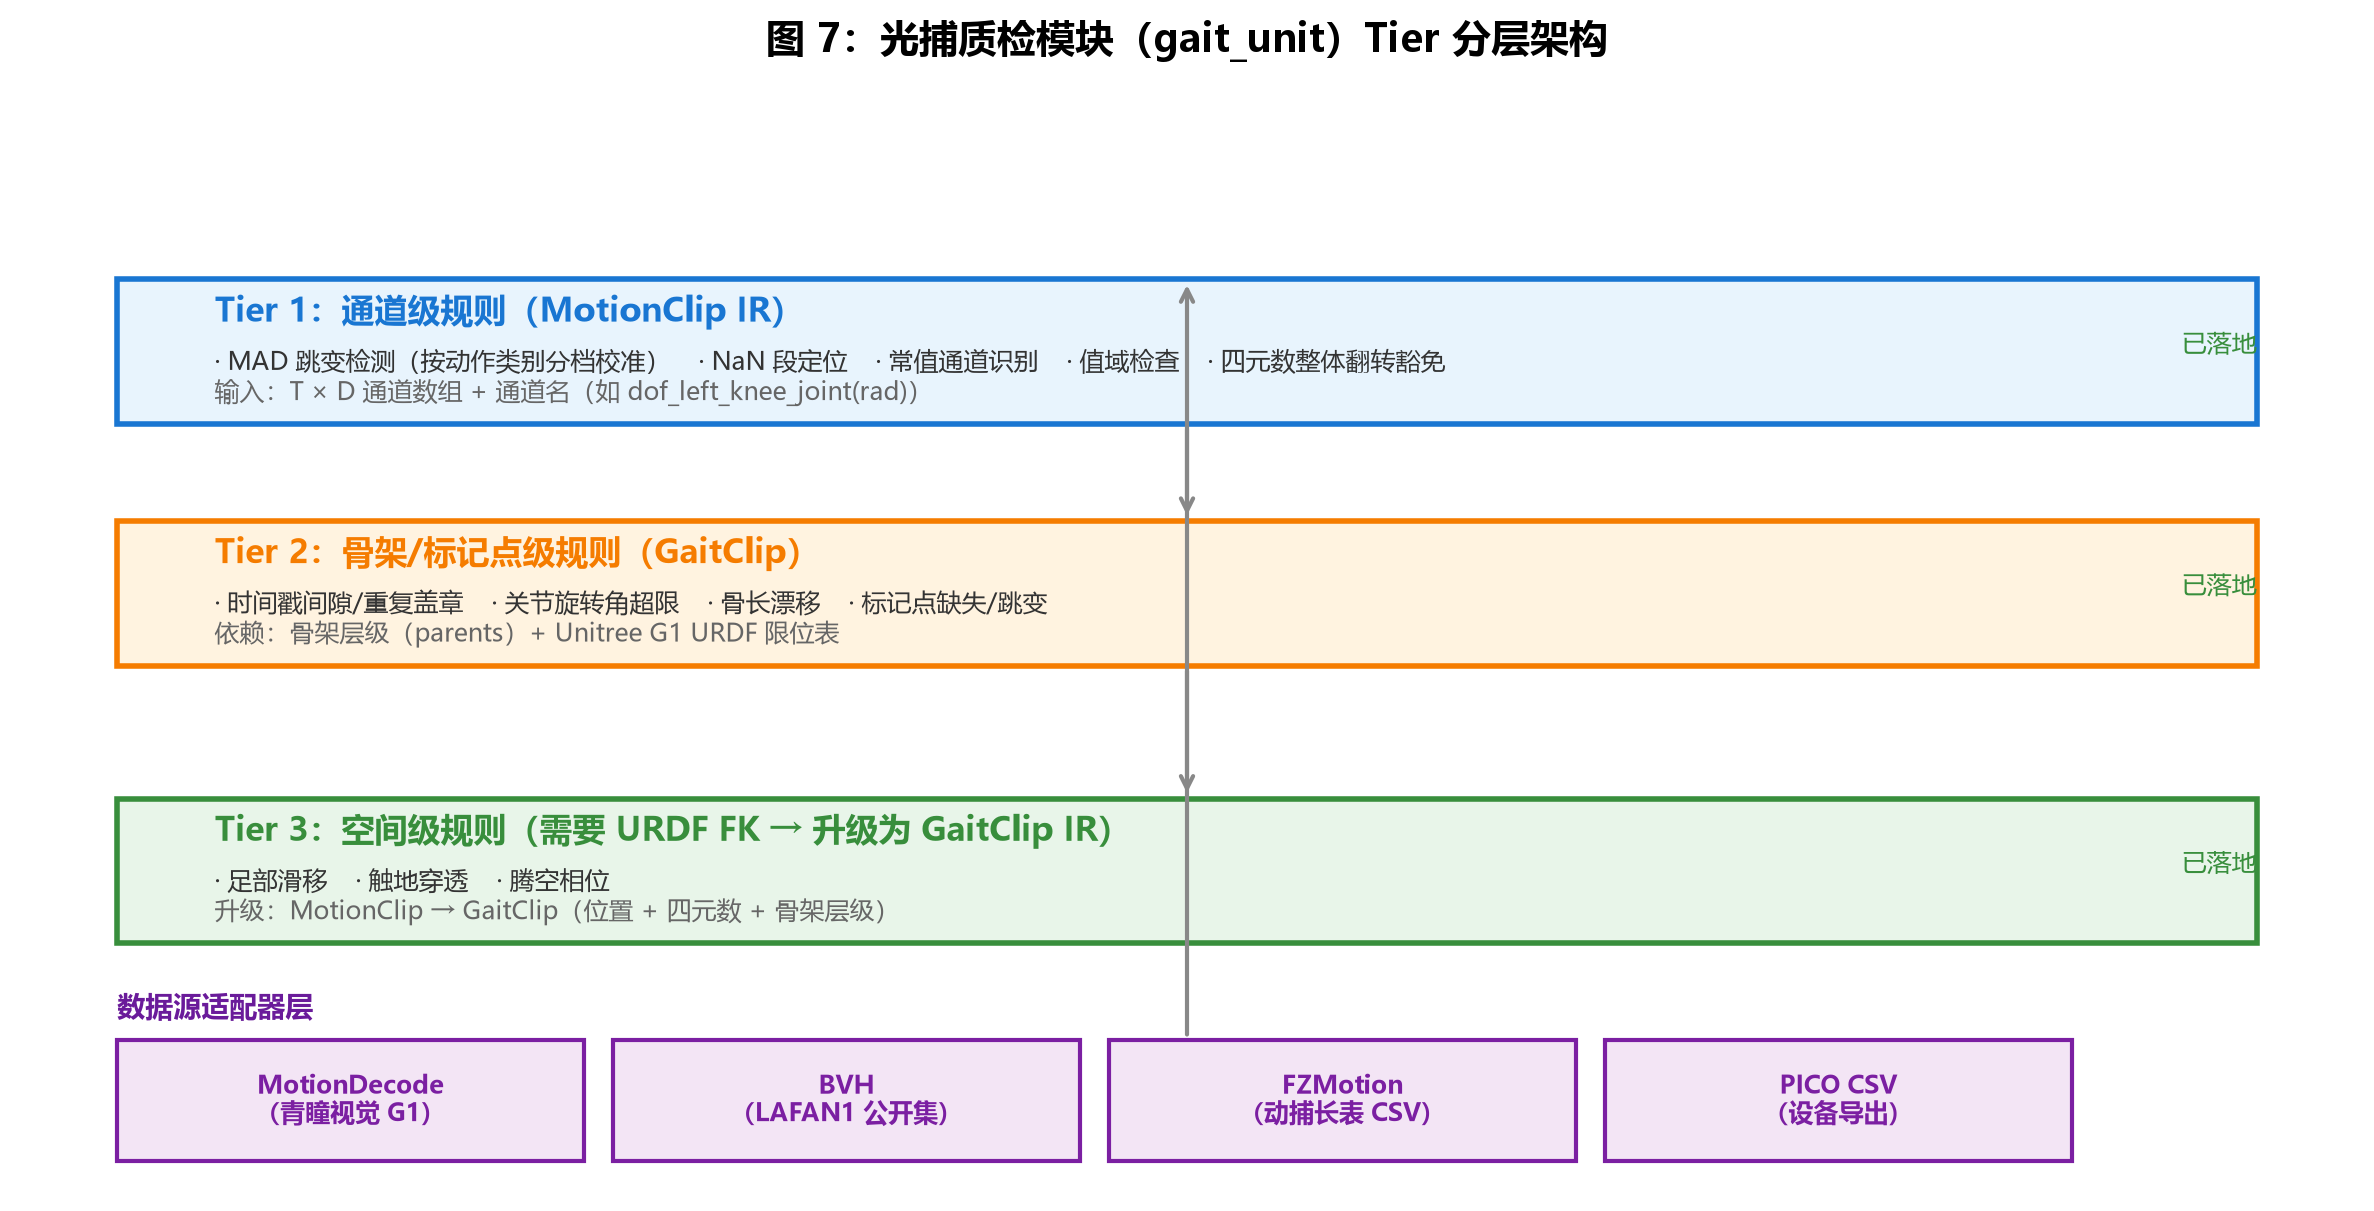 图 7：光捕质检模块（gait_unit）Tier 分层架构
Tier 1：通道级规则（MotionClip IR）
· MAD 跳变检测（按动作类别分档校准） · NaN 段定位 · 常值通道识别 · 值域检查 · 四元数整体翻转豁免
输入：T × D 通道数组 + 通道名（如 dof_left_knee_joint(rad)）
已落地
Tier 2：骨架/标记点级规则（GaitClip）
· 时间戳间隙/重复盖章 · 关节旋转角超限 · 骨长漂移 · 标记点缺失/跳变
依赖：骨架层级（parents）+ Unitree G1 URDF 限位表
已落地
Tier 3：空间级规则（需要 URDF FK → 升级为 GaitClip IR）
· 足部滑移 · 触地穿透 · 腾空相位
升级：MotionClip → GaitClip（位置 + 四元数 + 骨架层级）
已落地
数据源适配器层
MotionDecode
（青瞳视觉 G1）
BVH
（LAFAN1 公开集）
FZMotion
（动捕长表 CSV）
PICO CSV
（设备导出）